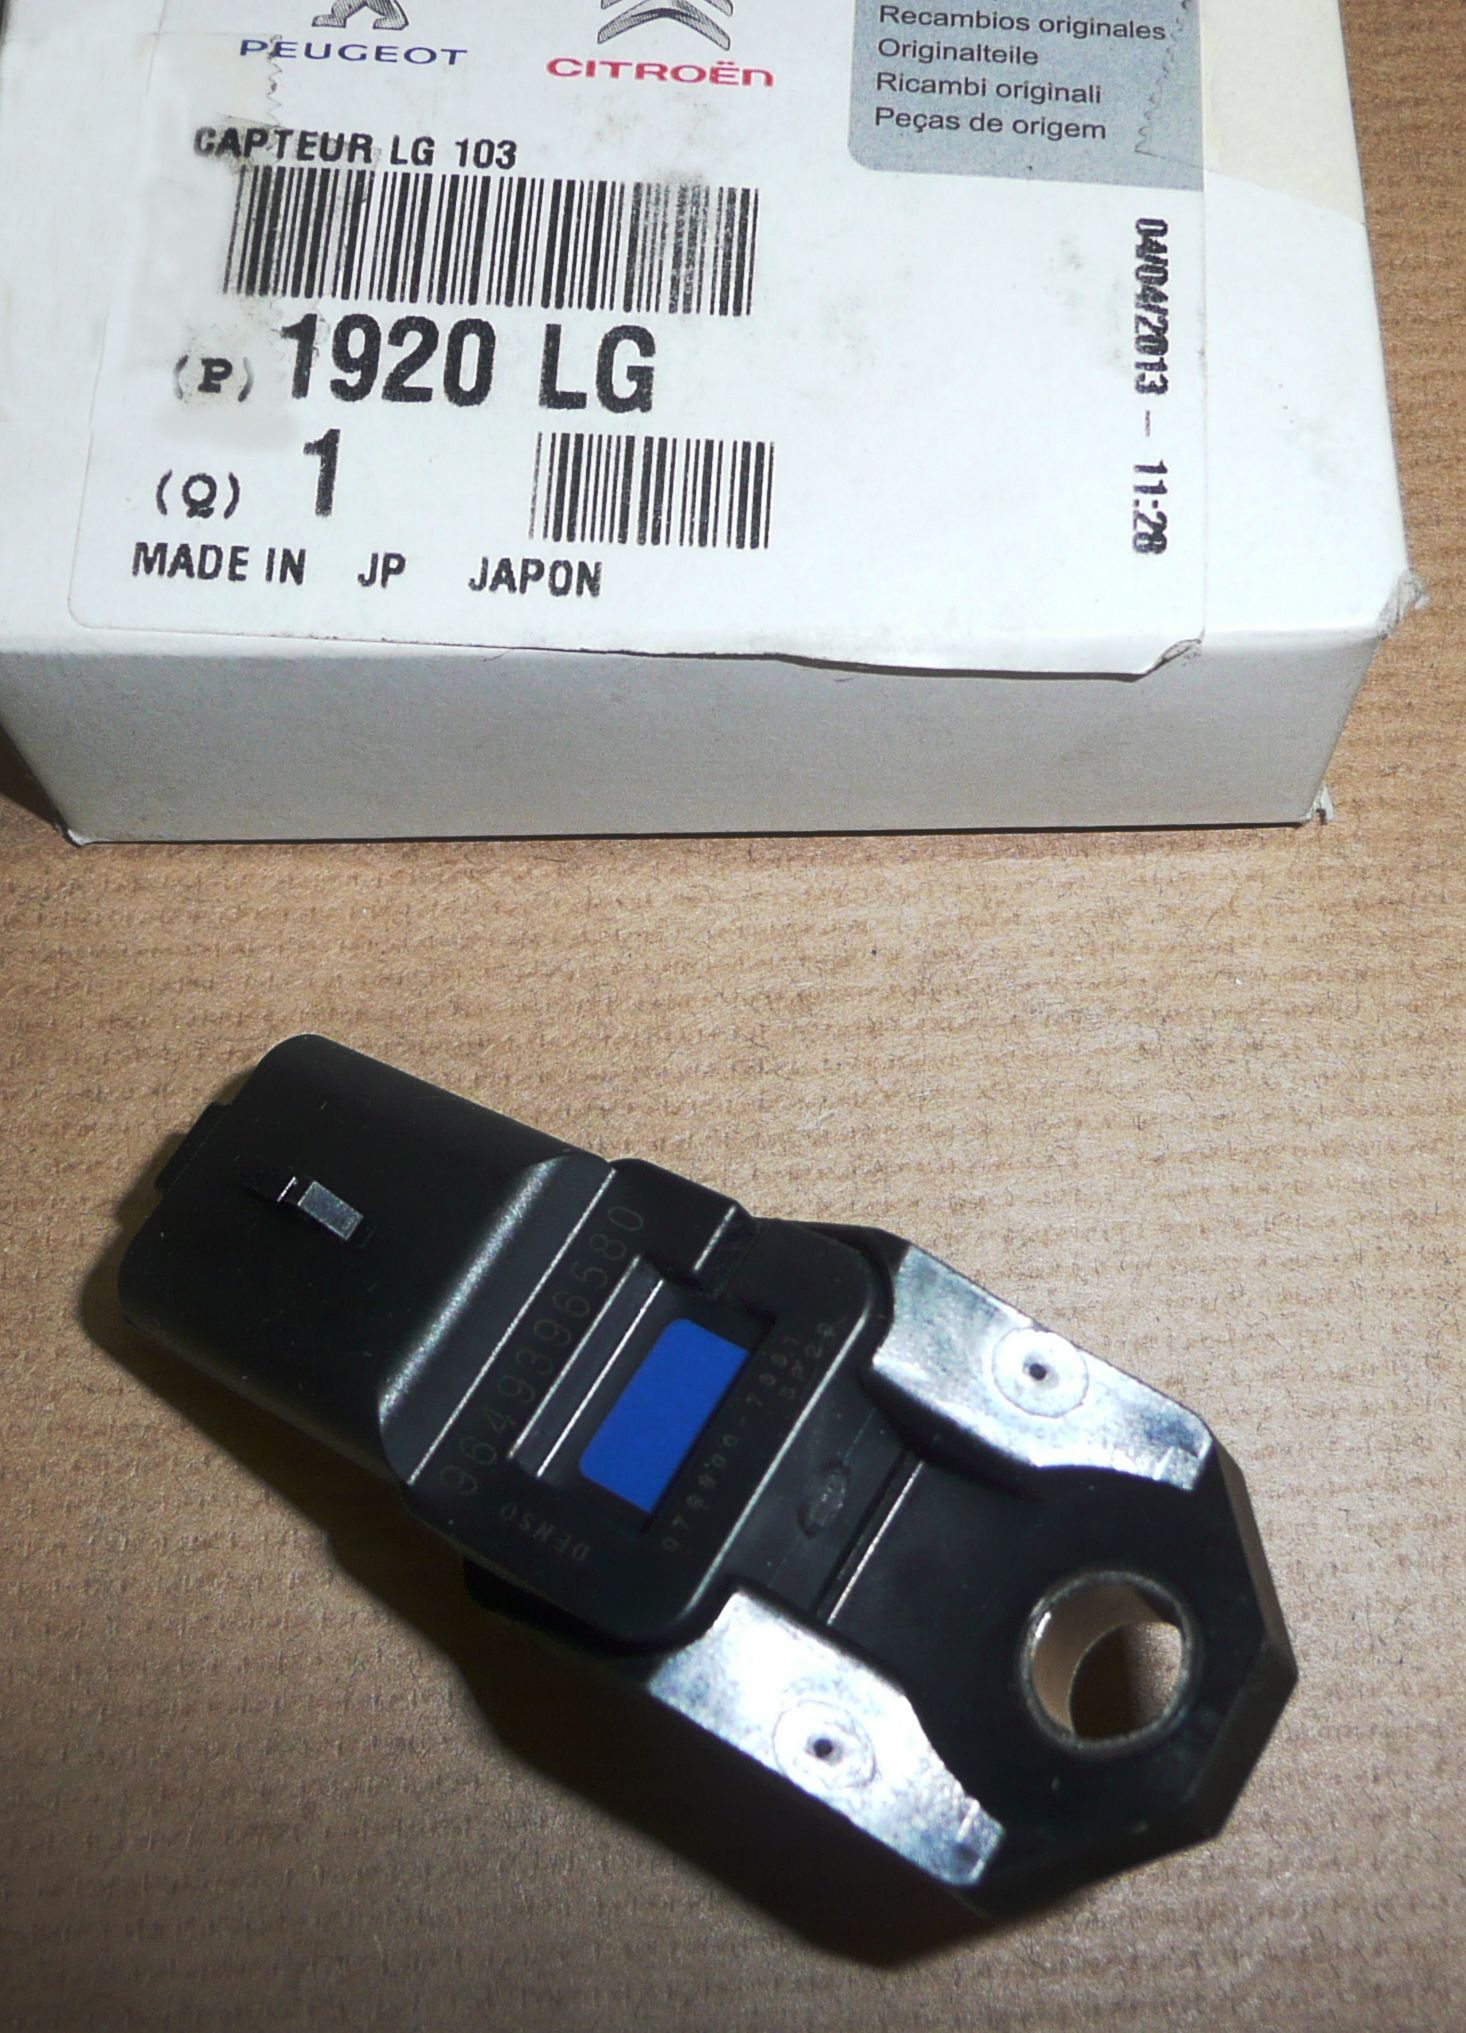 PEUGEOT
CITROËN
Recambios originales
Originalteile
Ricambi originali
Peças de origem
CAPTEUR LG 103
(P) 1920 LG
(Q) 1
MADE IN JP JAPON
04/04/2013 - 11:28
9649396580
DENSO